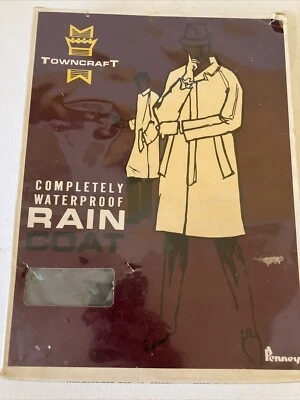 TOWNCRAFT
COMPLETELY
WATERPROOF
RAIN
COAT
Penney